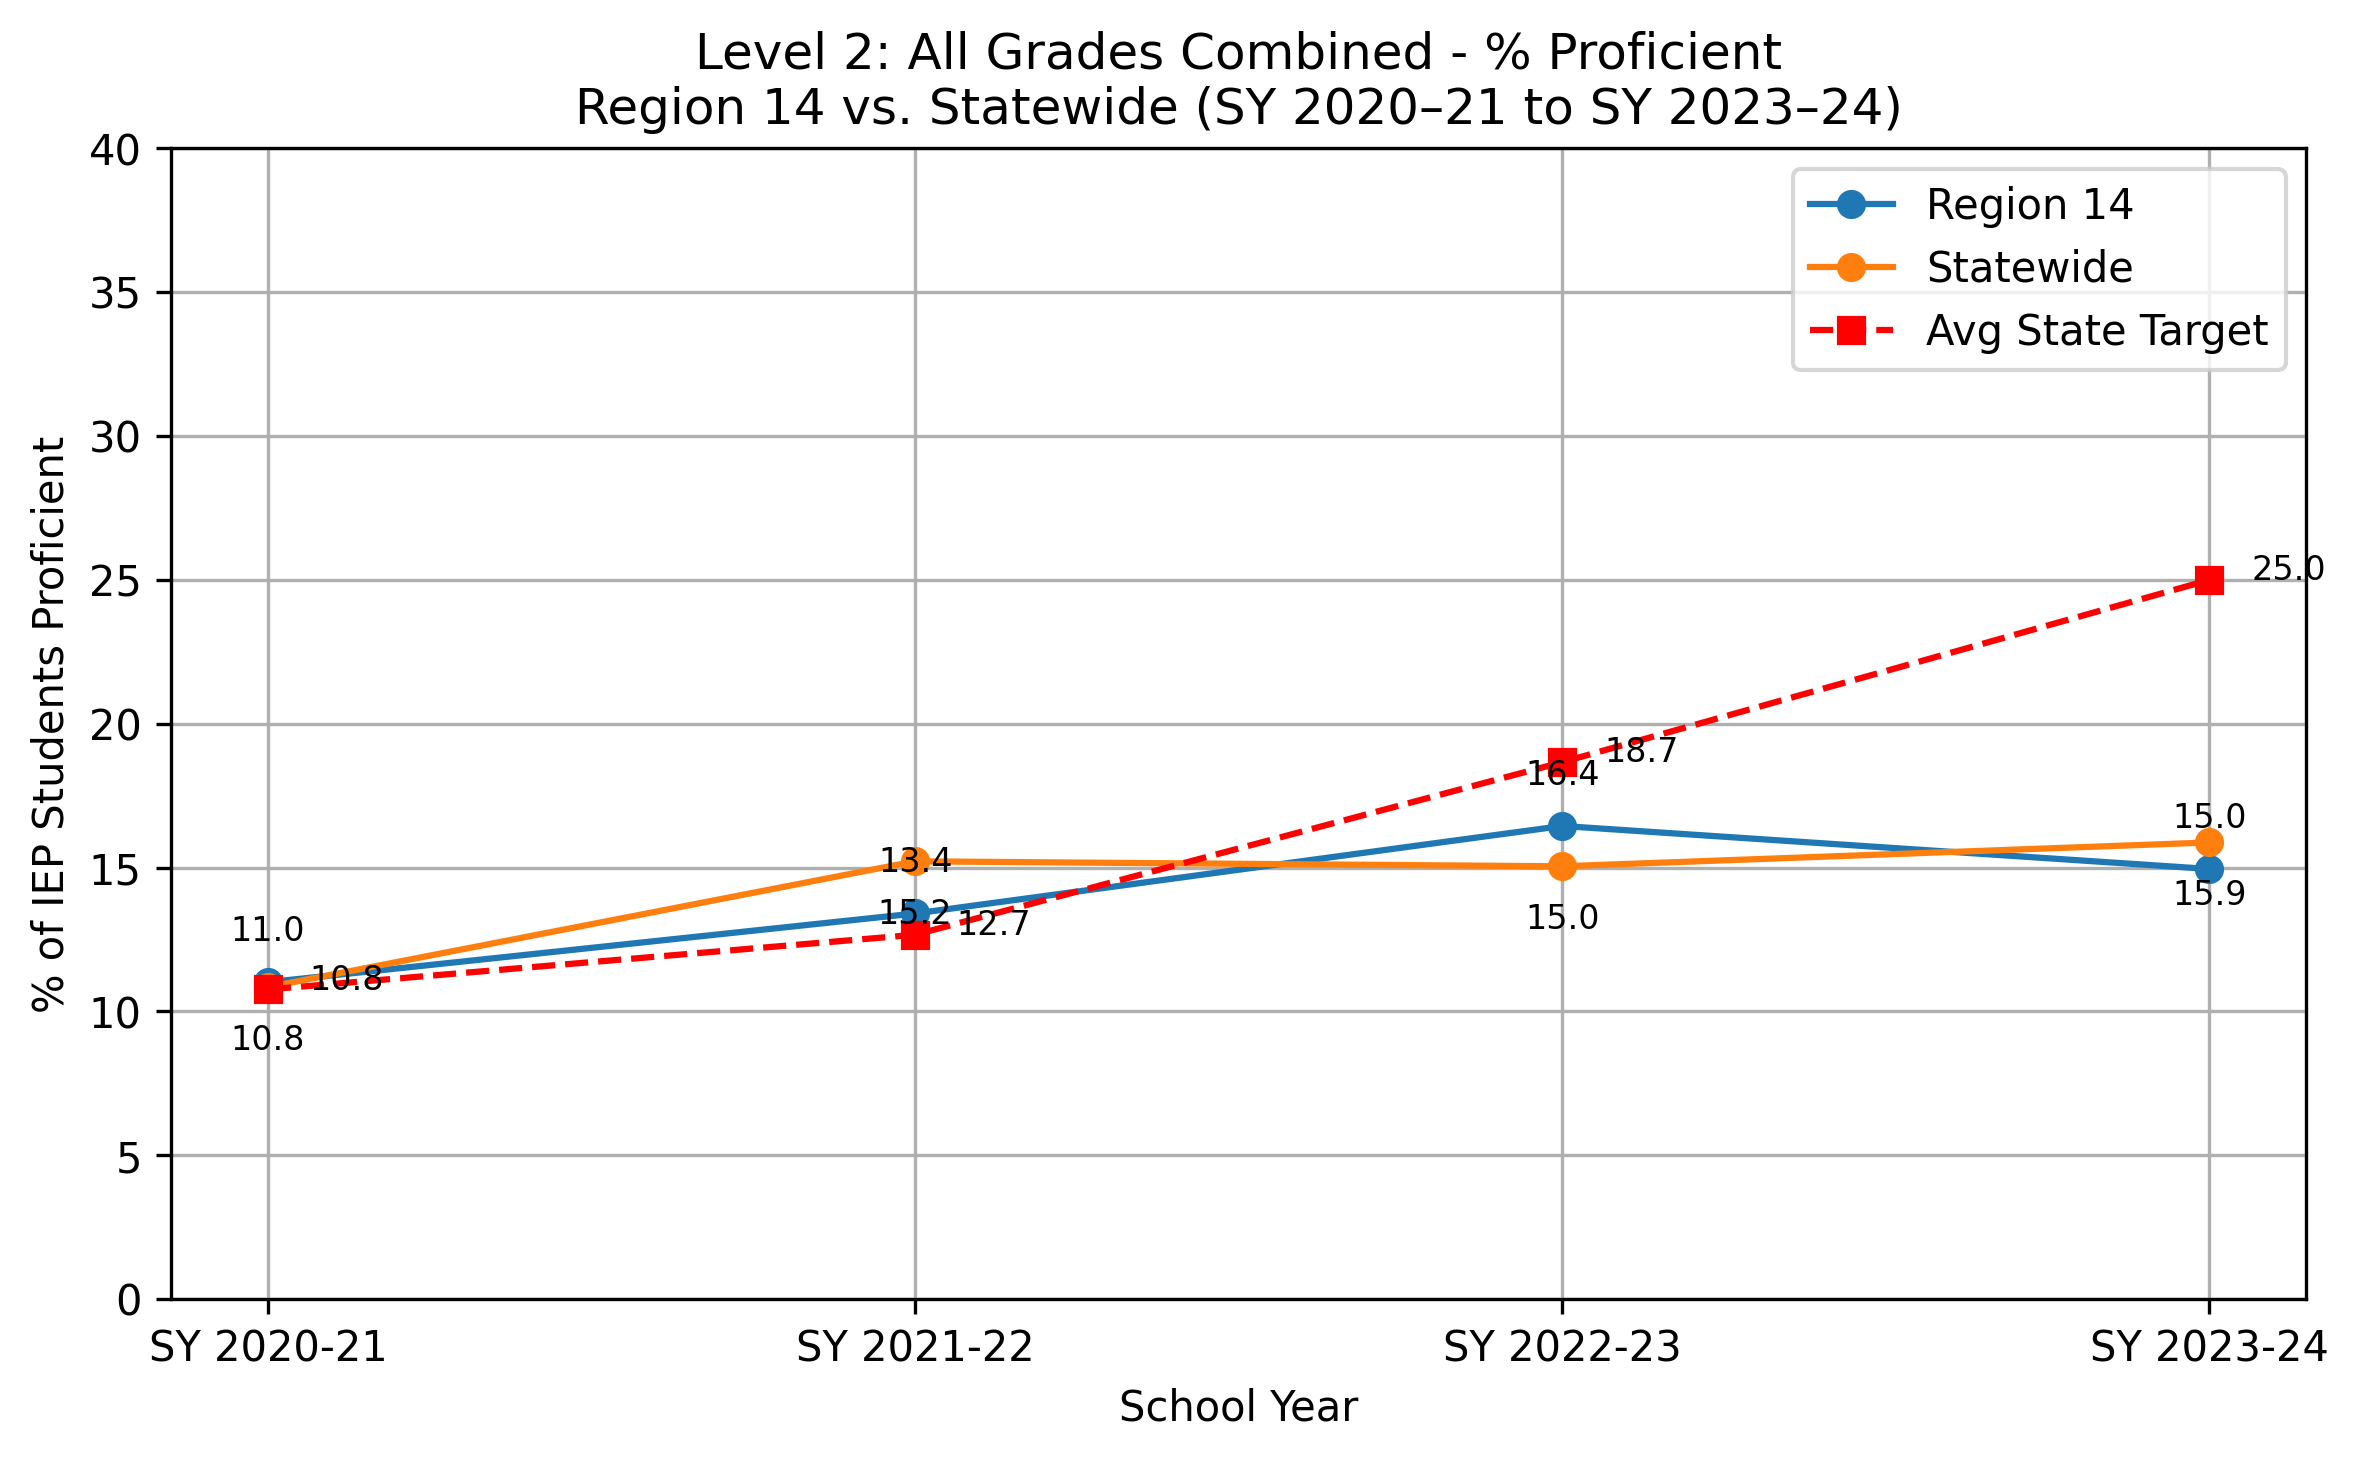 Level 2: All Grades Combined - % Proficient
Region 14 vs. Statewide (SY 2020–21 to SY 2023–24)
% of IEP Students Proficient
40
35
30
25
20
15
10
5
0
Region 14
Statewide
Avg State Target
25.0
18.7
16.4
15.0
13.4
15.9
15.2
12.7
15.0
11.0
10.8
10.8
SY 2020-21
SY 2021-22
SY 2022-23
SY 2023-24
School Year